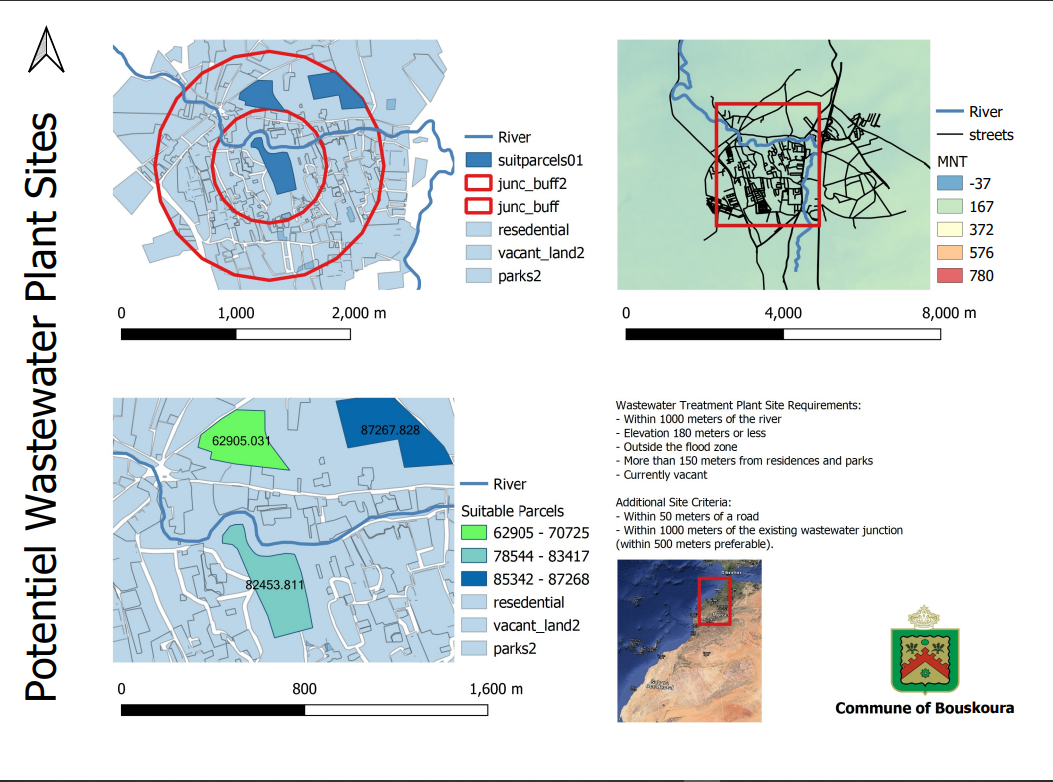 Potentiel Wastewater Plant Sites
River
suitparcels01
junc_buff2
junc_buff
resedential
vacant_land2
parks2
0 1,000 2,000 m
River
streets
MNT
-37
167
372
576
780
0 4,000 8,000 m
62905.031
87267.828
82453.811
River
Suitable Parcels
62905 - 70725
78544 - 83417
85342 - 87268
resedential
vacant_land2
parks2
0 800 1,600 m
Wastewater Treatment Plant Site Requirements:
- Within 1000 meters of the river
- Elevation 180 meters or less
- Outside the flood zone
- More than 150 meters from residences and parks
- Currently vacant
Additional Site Criteria:
- Within 50 meters of a road
- Within 1000 meters of the existing wastewater junction
(within 500 meters preferable).
Commune of Bouskoura